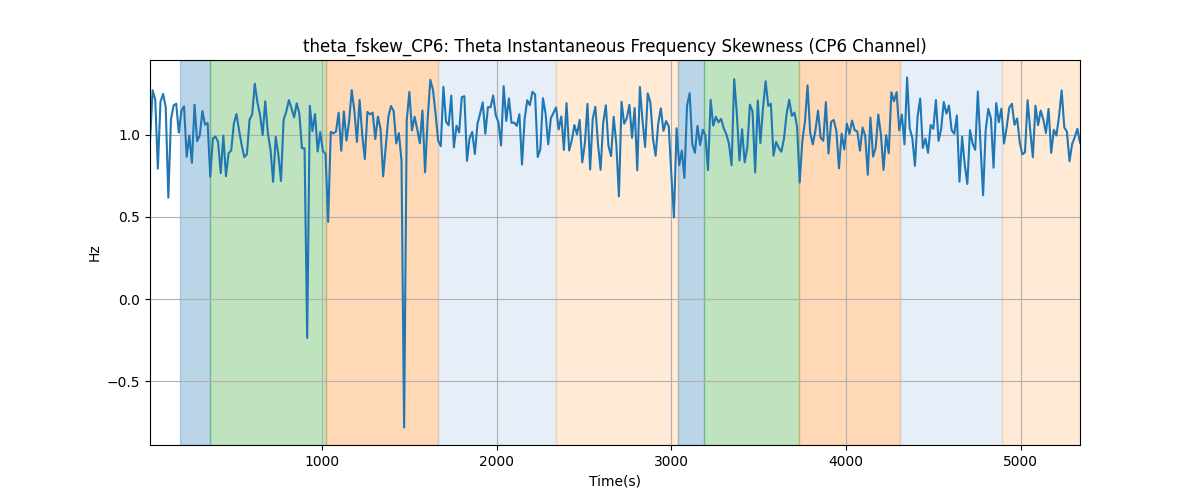 theta_fskew_CP6: Theta Instantaneous Frequency Skewness (CP6 Channel)
1.0
0.5
0.0
−0.5
Hz
1000 2000 3000 4000 5000
Time(s)